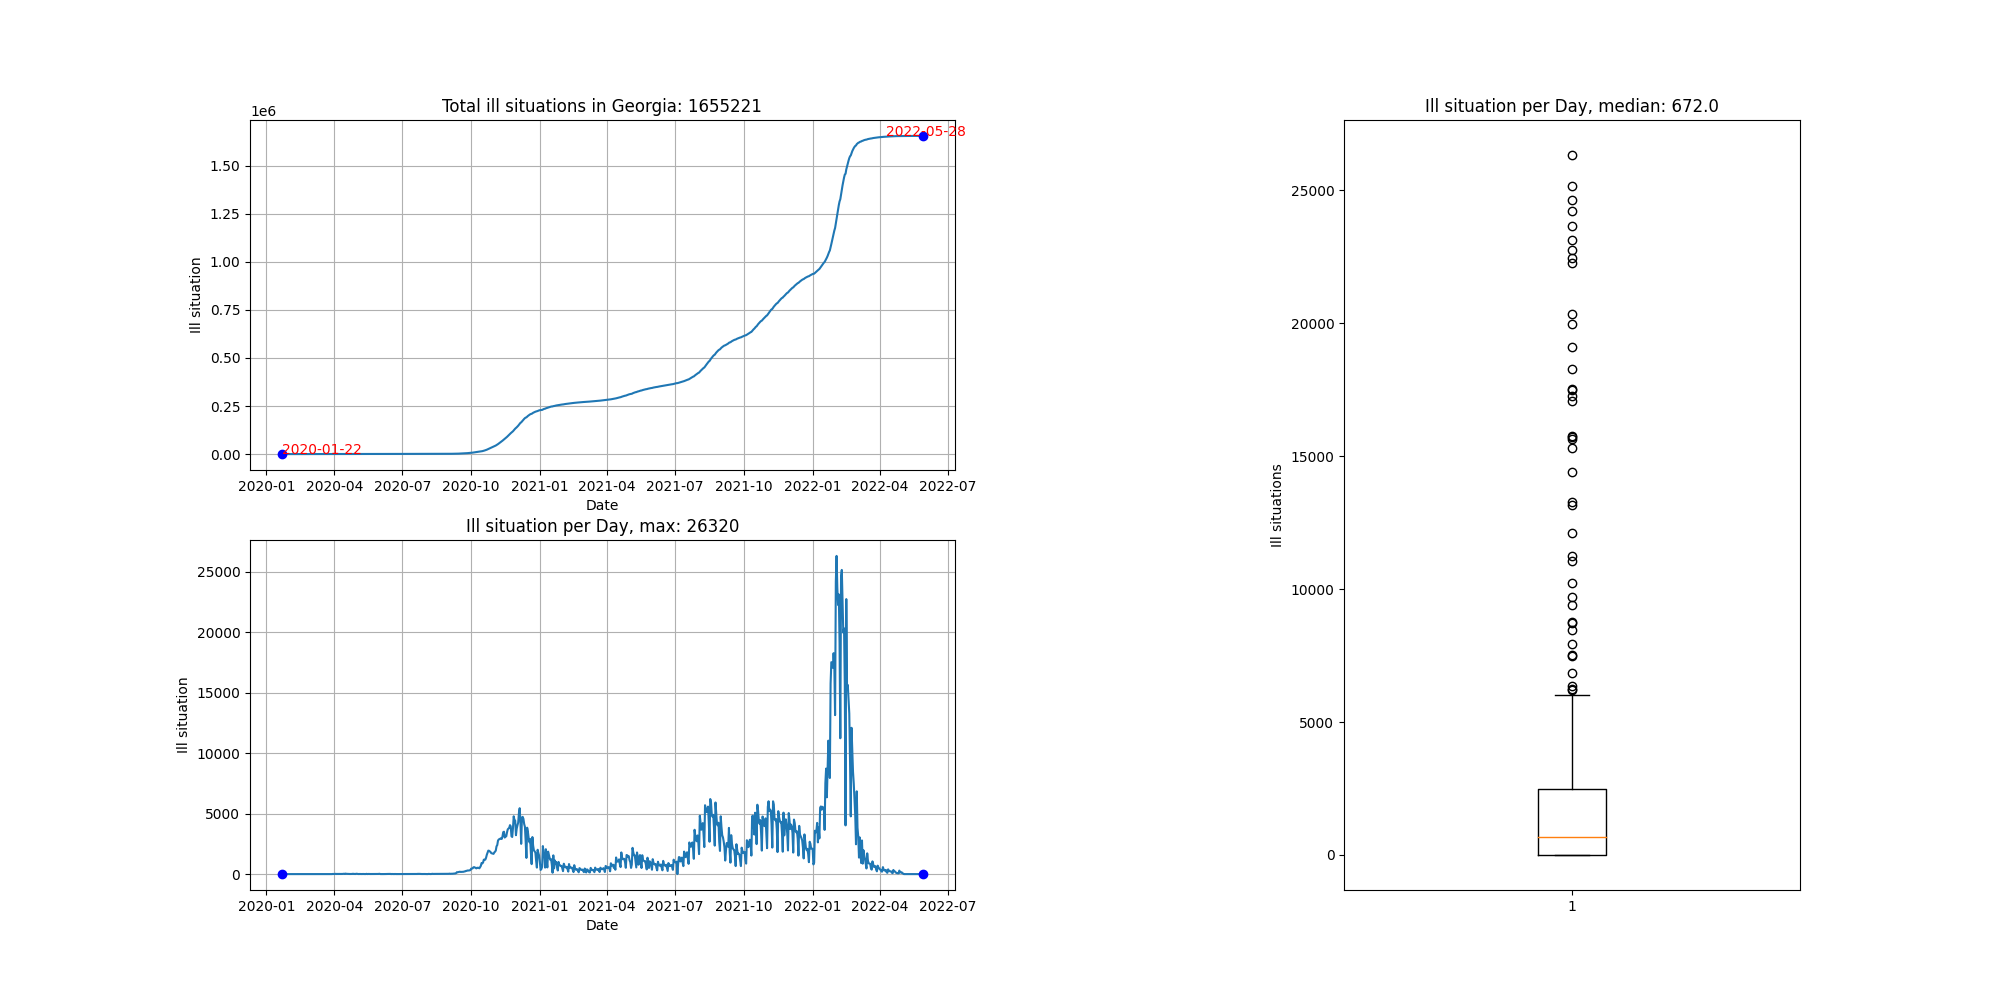 Total ill situations in Georgia: 1655221
1e6
1.50
1.25
1.00
0.75
0.50
0.25
0.00
Ill situation
2020-01-22
2022-05-28
2020-01 2020-04 2020-07 2020-10 2021-01 2021-04 2021-07 2021-10 2022-01 2022-04 2022-07
Date
Ill situation per Day, max: 26320
25000
20000
15000
10000
5000
0
Ill situation
2020-01 2020-04 2020-07 2020-10 2021-01 2021-04 2021-07 2021-10 2022-01 2022-04 2022-07
Date
Ill situation per Day, median: 672.0
25000
20000
15000
10000
5000
0
Ill situations
1